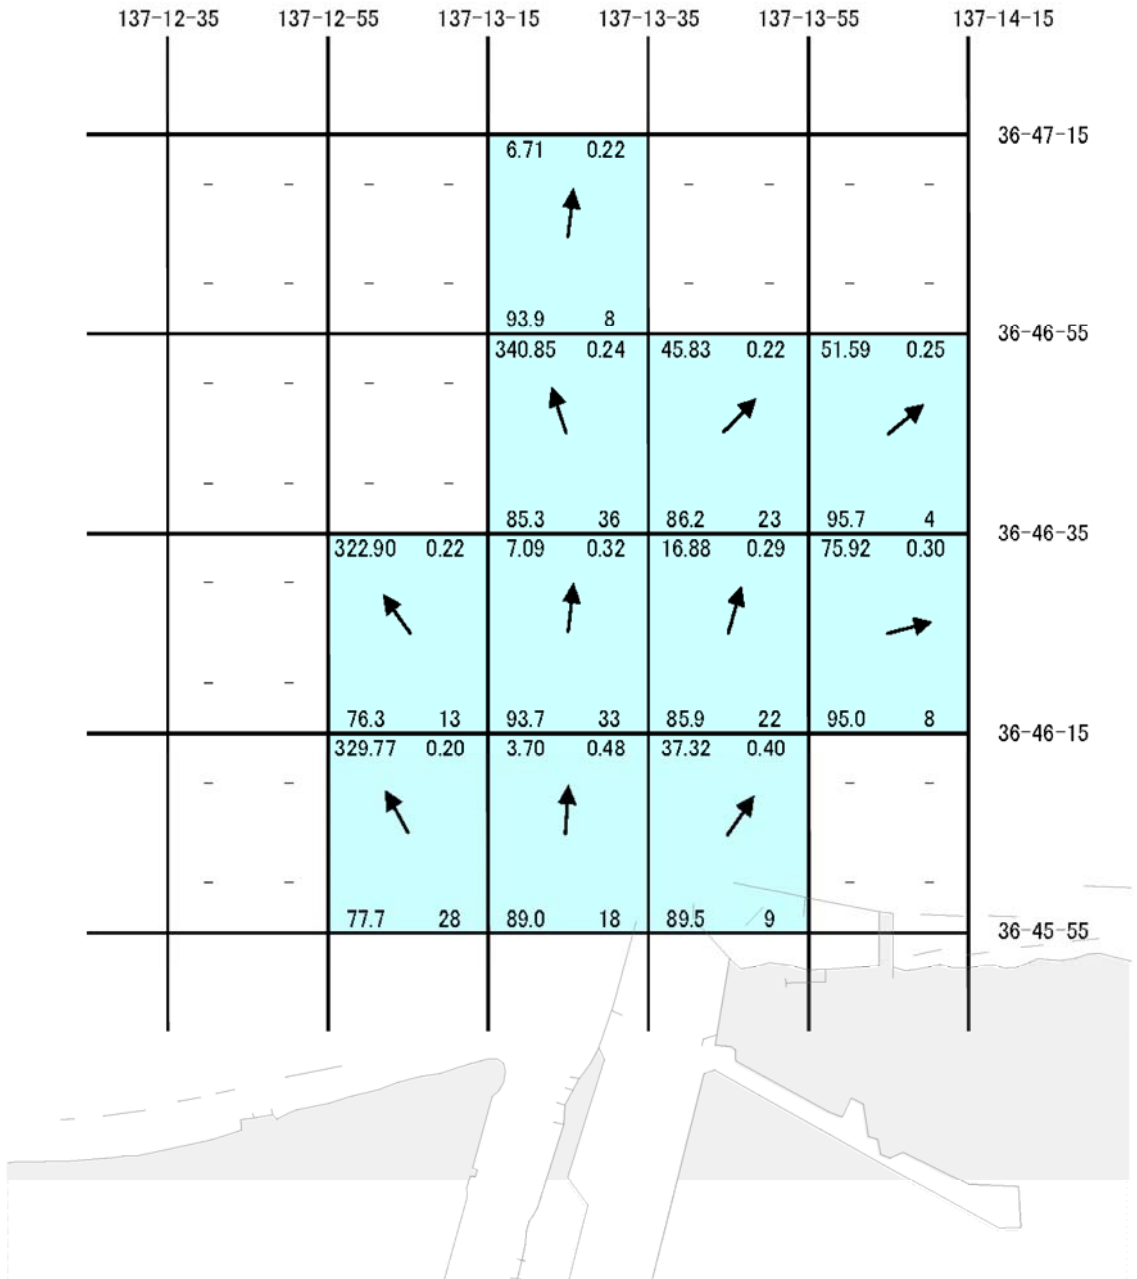 137-12-35 137-12-55 137-13-15 137-13-35 137-13-55 137-14-15
36-47-15
6.71 0.22
- - - - - - - -
- - - - - - - -
93.9 8
36-46-55
340.85 0.24 45.83 0.22 51.59 0.25
- - - -
- - - -
85.3 36 86.2 23 95.7 4
36-46-35
322.90 0.22 7.09 0.32 16.88 0.29 75.92 0.30
- -
- -
76.3 13 93.7 33 85.9 22 95.0 8
36-46-15
329.77 0.20 3.70 0.48 37.32 0.40
- - - -
- - - -
77.7 28 89.0 18 89.5 9
36-45-55